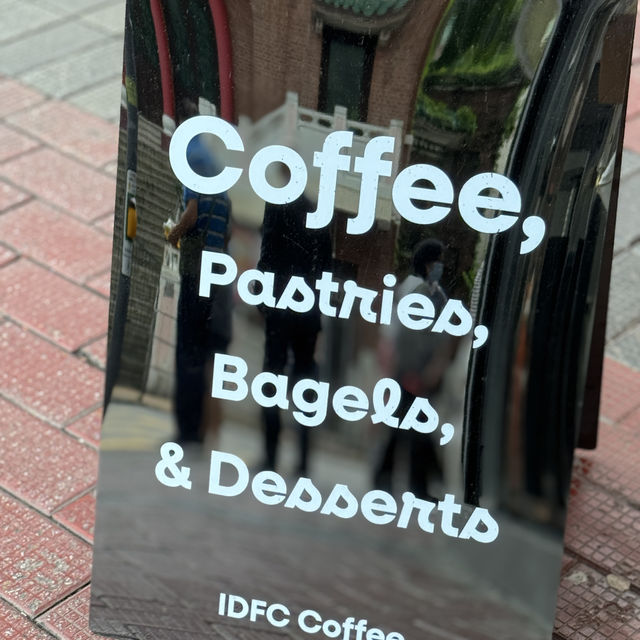 Coffee,
Pastries,
Bagels,
& Desserts
IDFC Coffee